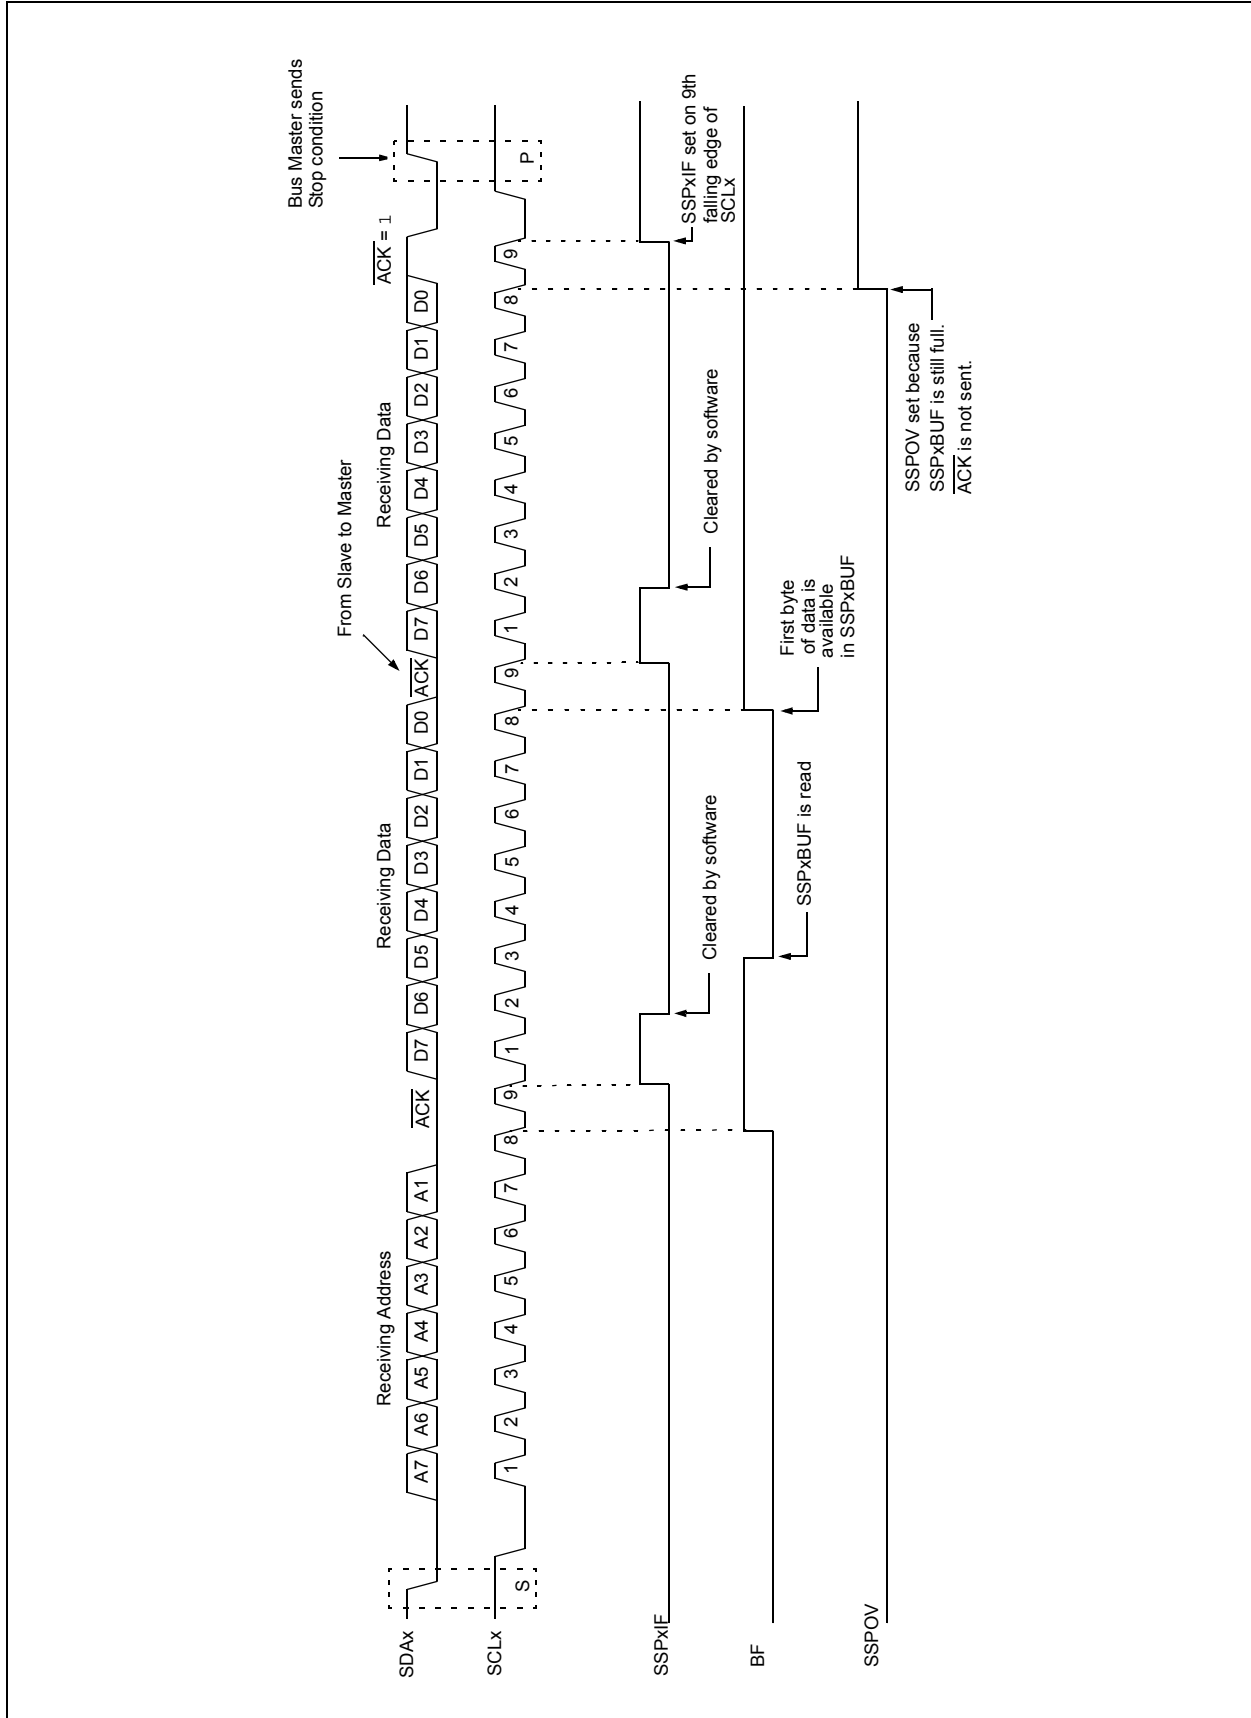 Bus Master sends
Stop condition
From Slave to Master
Receiving Address
Receiving Data
Receiving Data
ACK = 1
SDAx
A7 A6 A5 A4 A3 A2 A1 ACK D7 D6 D5 D4 D3 D2 D1 D0 ACK D7 D6 D5 D4 D3 D2 D1 D0
SCLx
S 1 2 3 4 5 6 7 8 9 1 2 3 4 5 6 7 8 9 1 2 3 4 5 6 7 8 9 P
SSPxIF
Cleared by software
Cleared by software
SSPxIF set on 9th
falling edge of
SCLx
BF
SSPxBUF is read
First byte
of data is
available
in SSPxBUF
SSPOV
SSPOV set because
SSPxBUF is still full.
ACK is not sent.